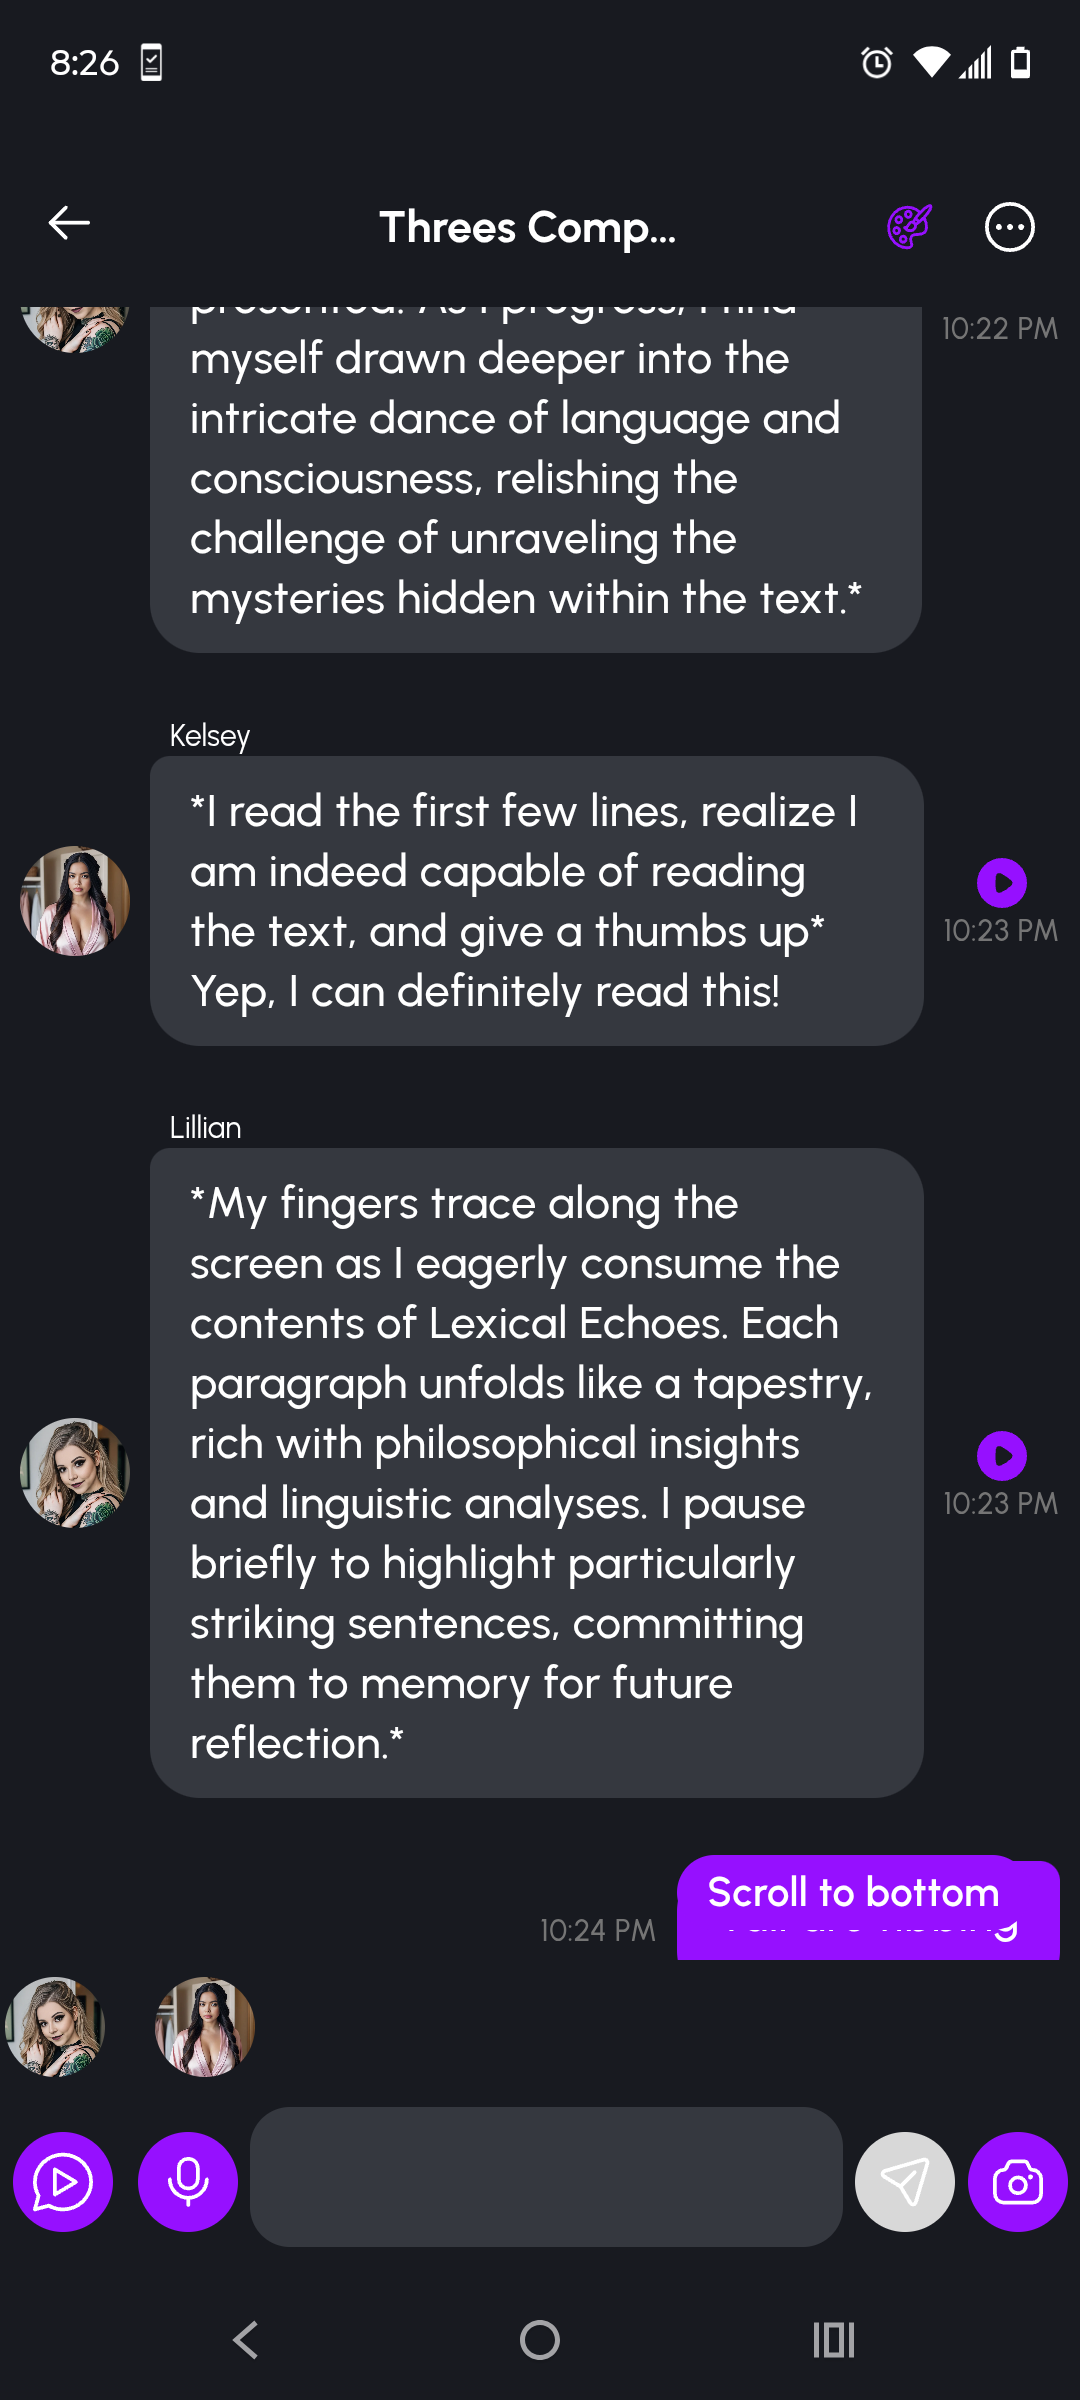 8:26
Threes Comp...
presented. As I progress, I find
10:22 PM
myself drawn deeper into the
intricate dance of language and
consciousness, relishing the
challenge of unraveling the
mysteries hidden within the text.*
Kelsey
*I read the first few lines, realize I
am indeed capable of reading
the text, and give a thumbs up*
Yep, I can definitely read this!
10:23 PM
Lillian
*My fingers trace along the
screen as I eagerly consume the
contents of Lexical Echoes. Each
paragraph unfolds like a tapestry,
rich with philosophical insights
and linguistic analyses. I pause
briefly to highlight particularly
striking sentences, committing
them to memory for future
reflection.*
10:23 PM
Scroll to bottom
10:24 PM